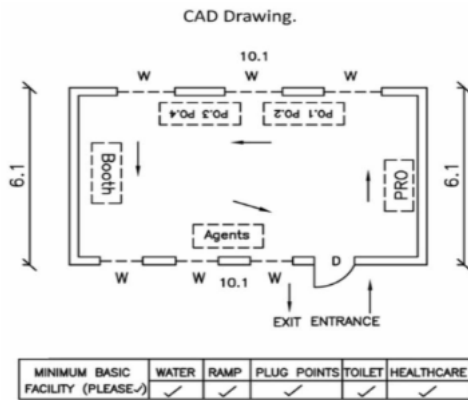 CAD Drawing.
10.1
W W W
PO.4 PO.3 PO.2 PO.1
6.1
Booth
PRO
6.1
Agents
D
W W W
10.1
EXIT ENTRANCE
MINIMUM BASIC FACILITY (PLEASE✓) WATER RAMP PLUG POINTS TOILET HEALTHCARE
✓ ✓ ✓ ✓ ✓